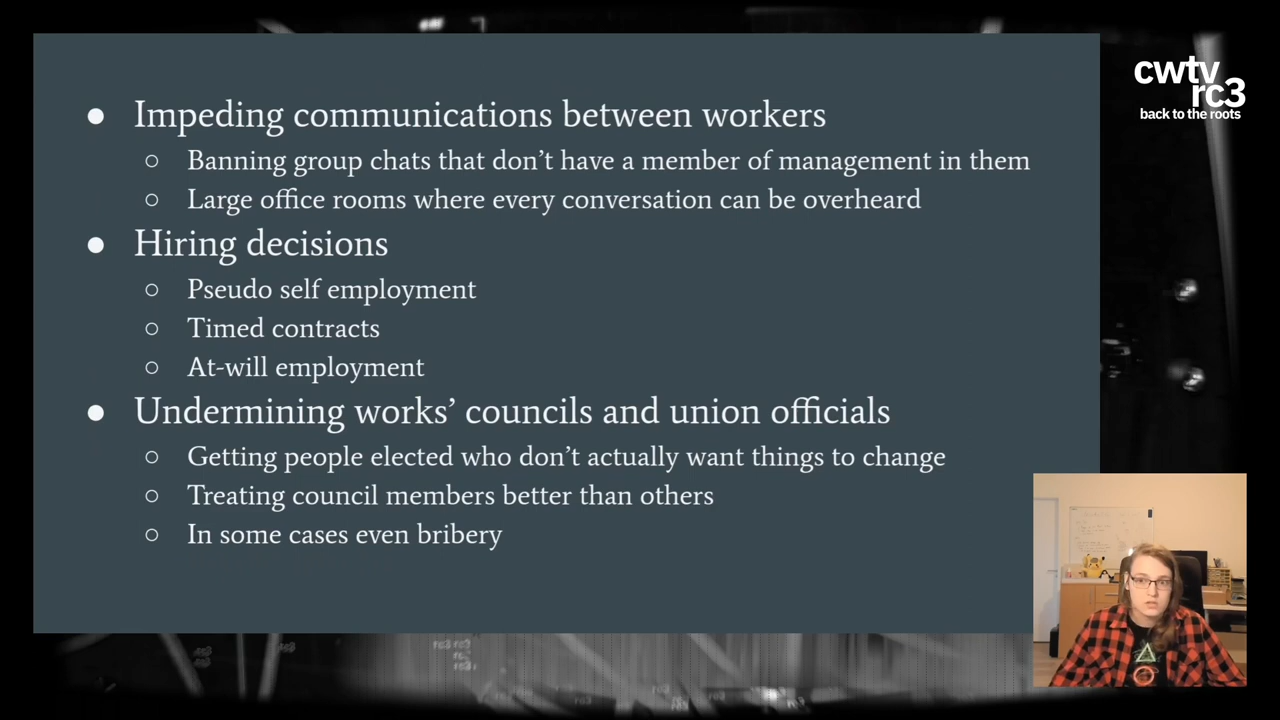 cwtv
rc3
back to the roots
● Impeding communications between workers
○ Banning group chats that don’t have a member of management in them
○ Large office rooms where every conversation can be overheard
● Hiring decisions
○ Pseudo self employment
○ Timed contracts
○ At-will employment
● Undermining works’ councils and union officials
○ Getting people elected who don’t actually want things to change
○ Treating council members better than others
○ In some cases even bribery
rc3 rc3
rc3